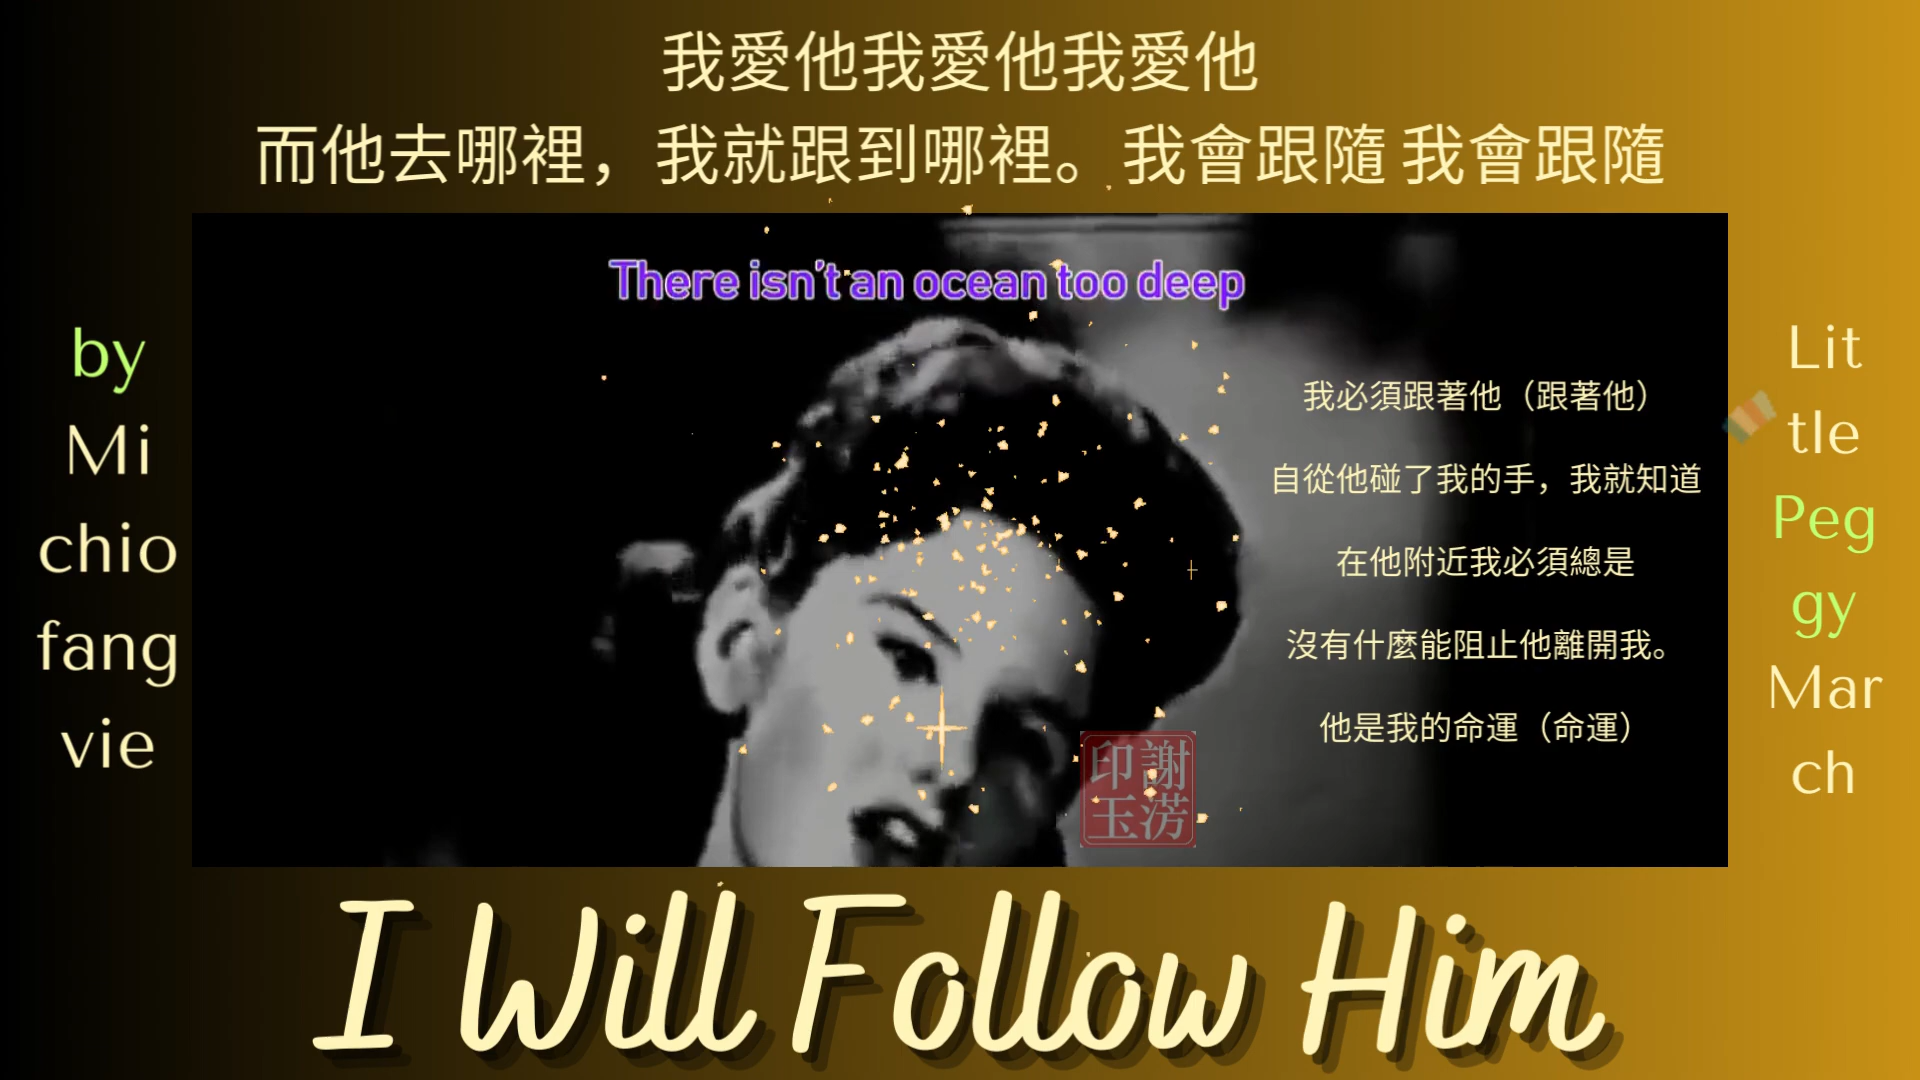 我愛他我愛他我愛他
而他去哪裡，我就跟到哪裡。我會跟隨 我會跟隨
There isn't an ocean too deep
by
Mi
chio
fang
vie
我必須跟著他（跟著他）
自從他碰了我的手，我就知道
在他附近我必須總是
沒有什麼能阻止他離開我。
他是我的命運（命運）
Lit
tle
Peg
gy
Mar
ch
印謝
玉淓
I Will Follow Him